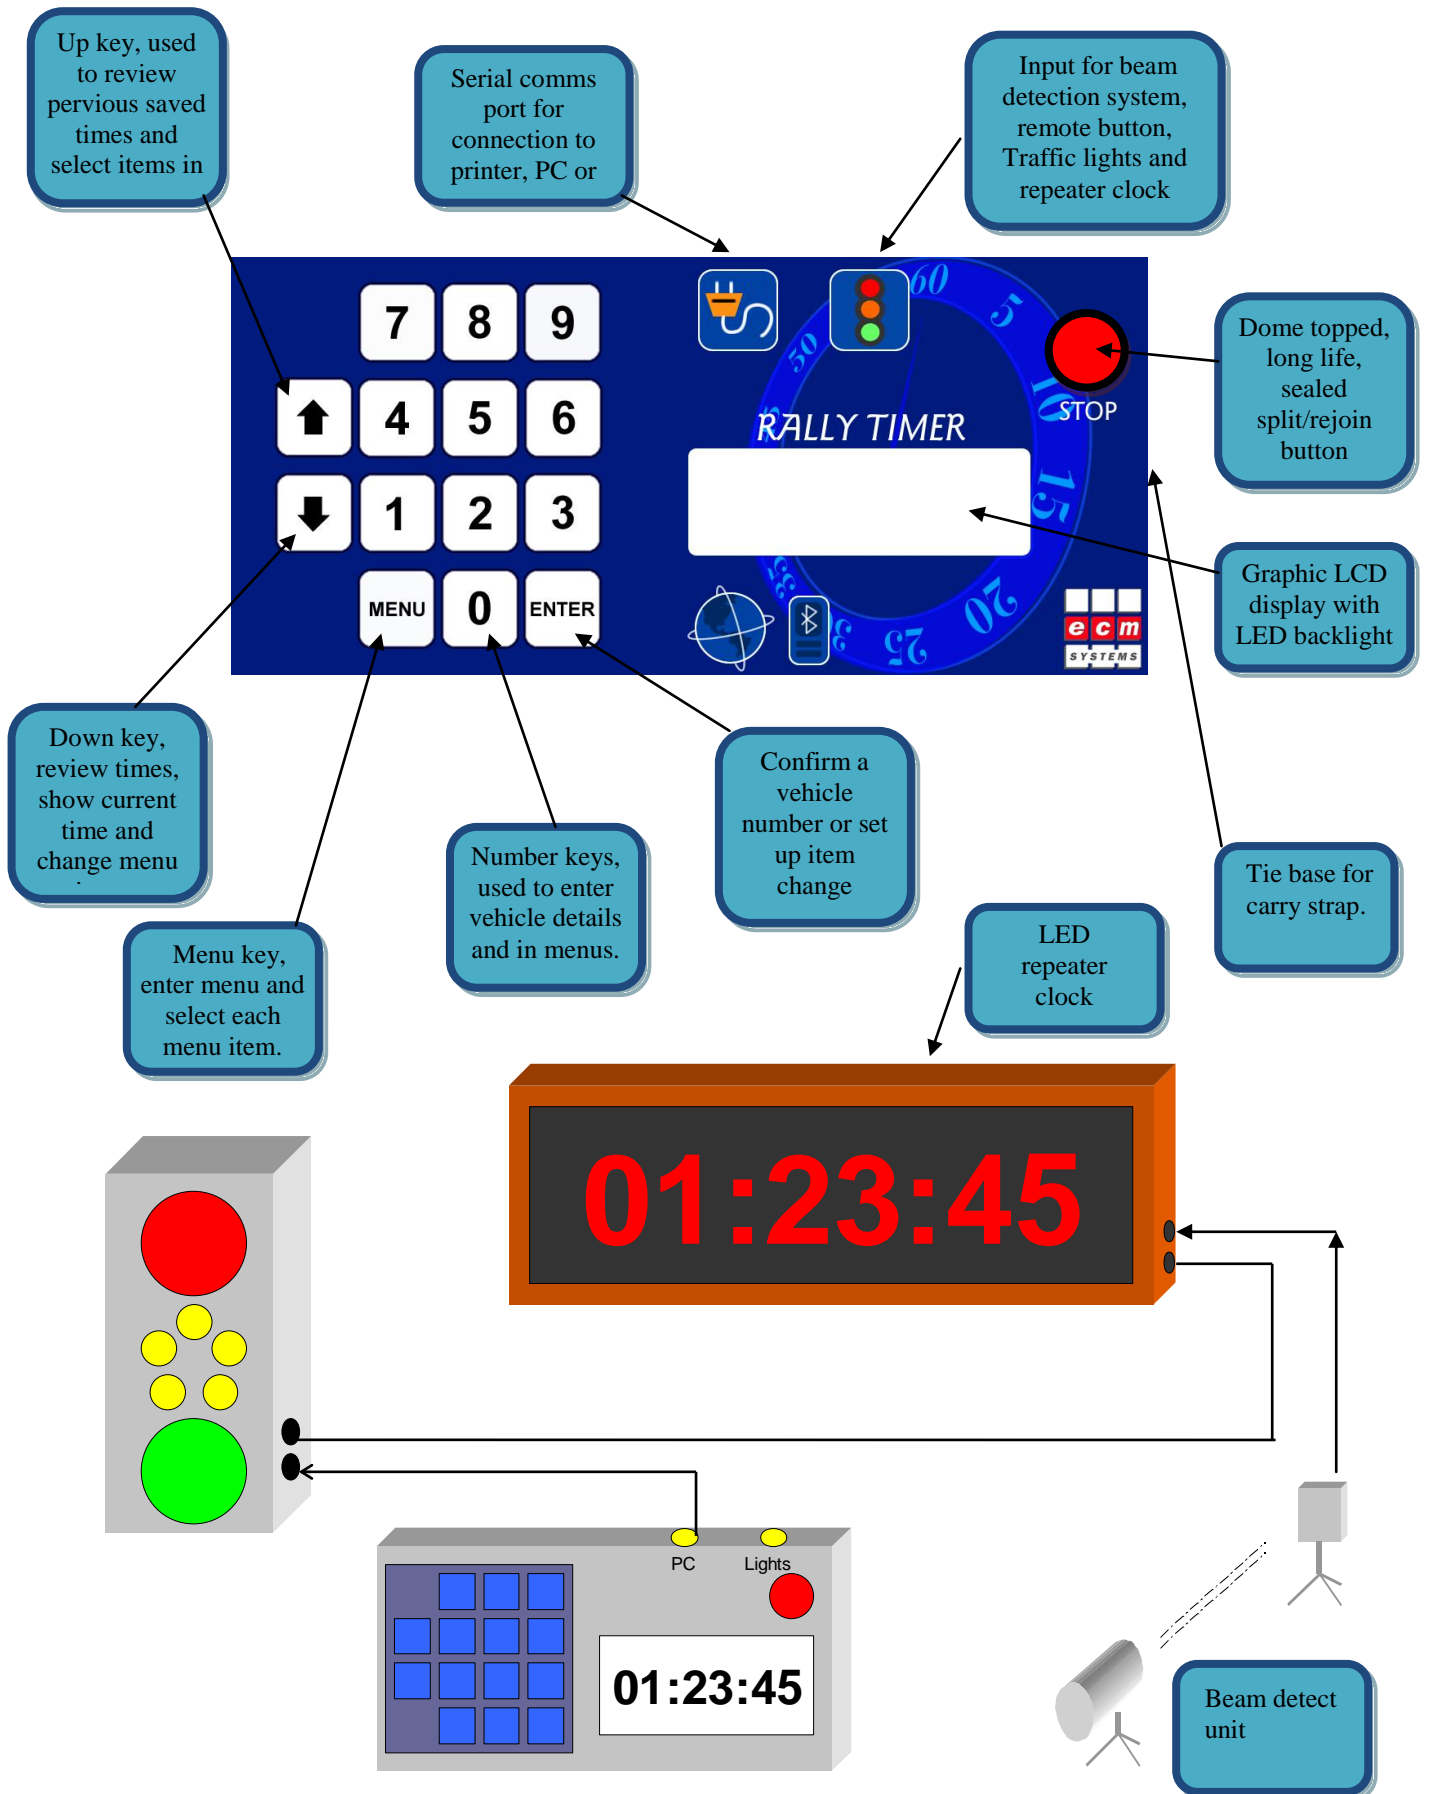 Up key, used
to review
pervious saved
times and
select items in
Serial comms
port for
connection to
printer, PC or
Input for beam
detection system,
remote button,
Traffic lights and
repeater clock
7
8
9
4
5
6
1
2
3
MENU
0
ENTER
60
5
10
15
20
25
35
50
STOP
RALLY TIMER
ecm
SYSTEMS
Dome topped,
long life,
sealed
split/rejoin
button
Graphic LCD
display with
LED backlight
Down key,
review times,
show current
time and
change menu
Menu key,
enter menu and
select each
menu item.
Number keys,
used to enter
vehicle details
and in menus.
Confirm a
vehicle
number or set
up item
change
Tie base for
carry strap.
LED
repeater
clock
01:23:45
PC
Lights
01:23:45
Beam detect
unit